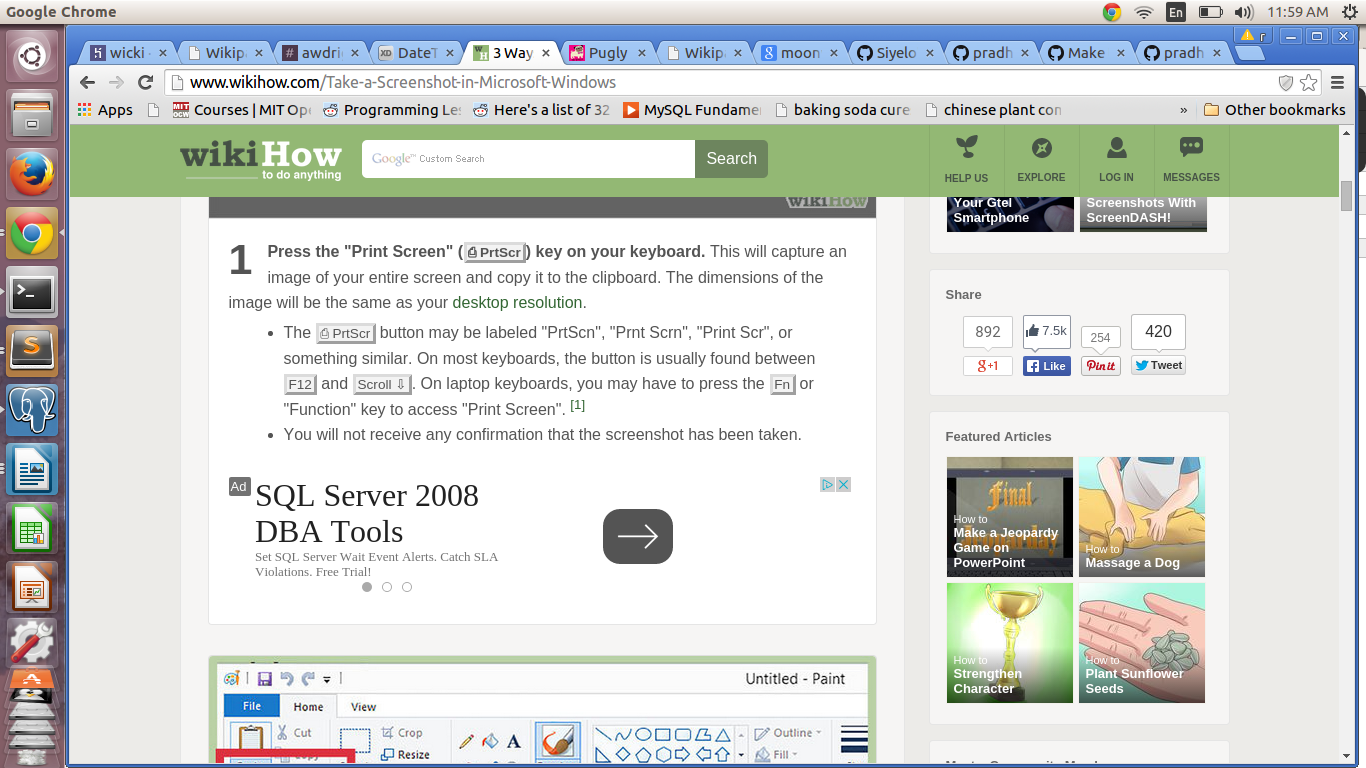 Google Chrome
En
11:59 AM
wicki
Wikipa
awdri
DateT
3 Way
Pugly
Wikipa
moon
Siyelo
pradh
Make
pradh
r
www.wikihow.com/Take-a-Screenshot-in-Microsoft-Windows
Apps
Courses | MIT Ope
Programming Les
Here's a list of 32
MySQL Fundamen
baking soda cure
chinese plant con
»
Other bookmarks
wikiHow
to do anything
Google™ Custom Search
Search
HELP US
EXPLORE
LOG IN
MESSAGES
wikiHow
Your Gtel
Smartphone
Screenshots With
ScreenDASH!
1 Press the "Print Screen" (⎙ PrtScr) key on your keyboard. This will capture an
image of your entire screen and copy it to the clipboard. The dimensions of the
image will be the same as your desktop resolution.
• The ⎙ PrtScr button may be labeled "PrtScn", "Prnt Scrn", "Print Scr", or
something similar. On most keyboards, the button is usually found between
F12 and Scroll ⇩. On laptop keyboards, you may have to press the Fn or
"Function" key to access "Print Screen". [1]
• You will not receive any confirmation that the screenshot has been taken.
Ad
SQL Server 2008
DBA Tools
Set SQL Server Wait Event Alerts. Catch SLA
Violations. Free Trial!
Untitled - Paint
File
Home
View
Cut
Copy
Crop
Resize
A
Outline
Fill
Share
892
7.5k
254
420
g+1
Like
Pin it
Tweet
Featured Articles
Final
How to
Make a Jeopardy
Game on
PowerPoint
How to
Massage a Dog
How to
Strengthen
Character
How to
Plant Sunflower
Seeds